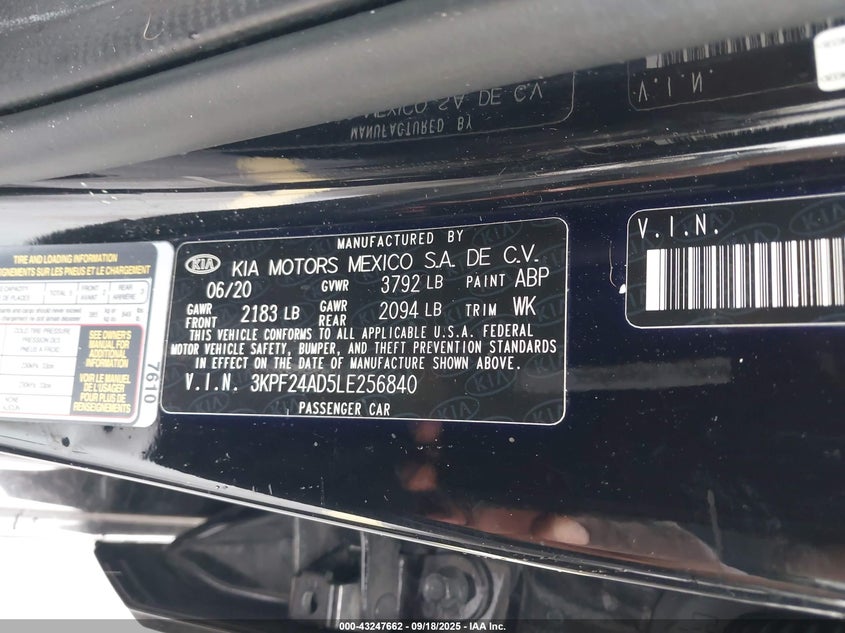 MANUFACTURED BY
KIA KIA MOTORS MEXICO S.A. DE C.V.
06/20 GVWR 3792 LB PAINT ABP
GAWR FRONT 2183 LB GAWR REAR 2094 LB TRIM WK
THIS VEHICLE CONFORMS TO ALL APPLICABLE U.S.A. FEDERAL
MOTOR VEHICLE SAFETY, BUMPER, AND THEFT PREVENTION STANDARDS
IN EFFECT ON THE DATE OF MANUFACTURE SHOWN ABOVE.
V.I.N. 3KPF24AD5LE256840
PASSENGER CAR
V.I.N.
TIRE AND LOADING INFORMATION
SEE OWNER'S
MANUAL FOR
ADDITIONAL
INFORMATION
VOIR LE MANUEL
DE L'USAGER
POUR PLUS DE
RENSEIGNEMENTS
7610
MANUFACTURED BY
MEXICO S.A. DE C.V.
V.I.N.
000-43247662 - 09/18/2025 - IAA Inc.